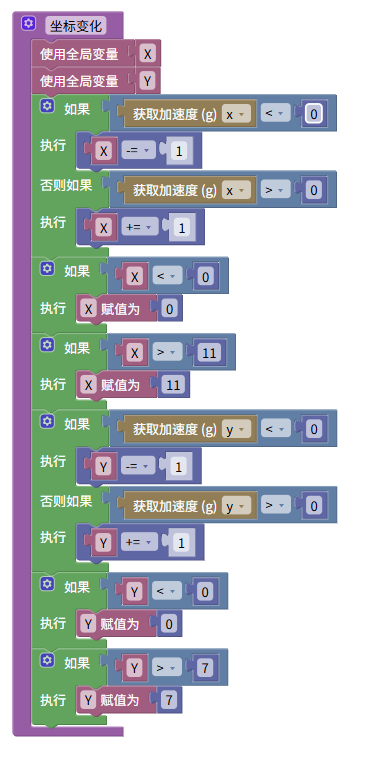 坐标变化
使用全局变量 X
使用全局变量 Y
如果 获取加速度 (g) x < 0
执行 X -= 1
否则如果 获取加速度 (g) x > 0
执行 X += 1
如果 X < 0
执行 X 赋值为 0
如果 X > 11
执行 X 赋值为 11
如果 获取加速度 (g) y < 0
执行 Y -= 1
否则如果 获取加速度 (g) y > 0
执行 Y += 1
如果 Y < 0
执行 Y 赋值为 0
如果 Y > 7
执行 Y 赋值为 7